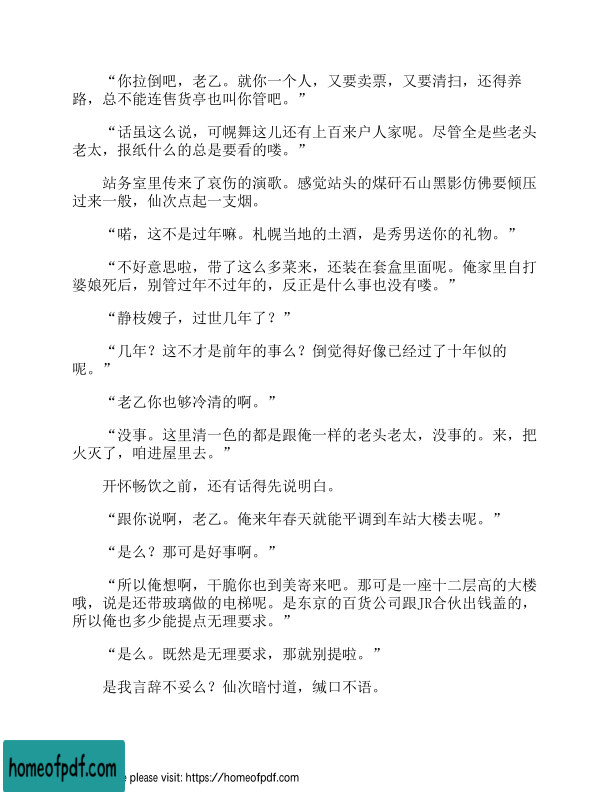 “你拉倒吧，老乙。就你一个人，又要卖票，又要清扫，还得养
路，总不能连售货亭也叫你管吧。”
“话虽这么说，可幌舞这儿还有上百来户人家呢。尽管全是些老头
老太，报纸什么的总是要看的喽。”
站务室里传来了哀伤的演歌。感觉站头的煤矸石山黑影仿佛要倾压
过来一般，仙次点起一支烟。
“喏，这不是过年嘛。札幌当地的土酒，是秀男送你的礼物。”
“不好意思啦，带了这么多菜来，还装在套盒里面呢。俺家里自打
婆娘死后，别管过年不过年的，反正是什么事也没有喽。”
“静枝嫂子，过世几年了？”
“几年？这不才是前年的事么？倒觉得好像已经过了十年似的
呢。”
“老乙你也够冷清的啊。”
“没事。这里清一色的都是跟俺一样的老头老太，没事的。来，把
火灭了，咱进屋里去。”
开怀畅饮之前，还有话得先说明白。
“跟你说啊，老乙。俺来年春天就能平调到车站大楼去呢。”
“是么？那可是好事啊。”
“所以俺想啊，干脆你也到美寄来吧。那可是一座十二层高的大楼
哦，说是还带玻璃做的电梯呢。是东京的百货公司跟JR合伙出钱盖的，
所以俺也多少能提点无理要求。”
“是么。既然是无理要求，那就别提啦。”
是我言辞不妥么？仙次暗忖道，缄口不语。
homeofpdf.com
e please visit: https://homeofpdf.com